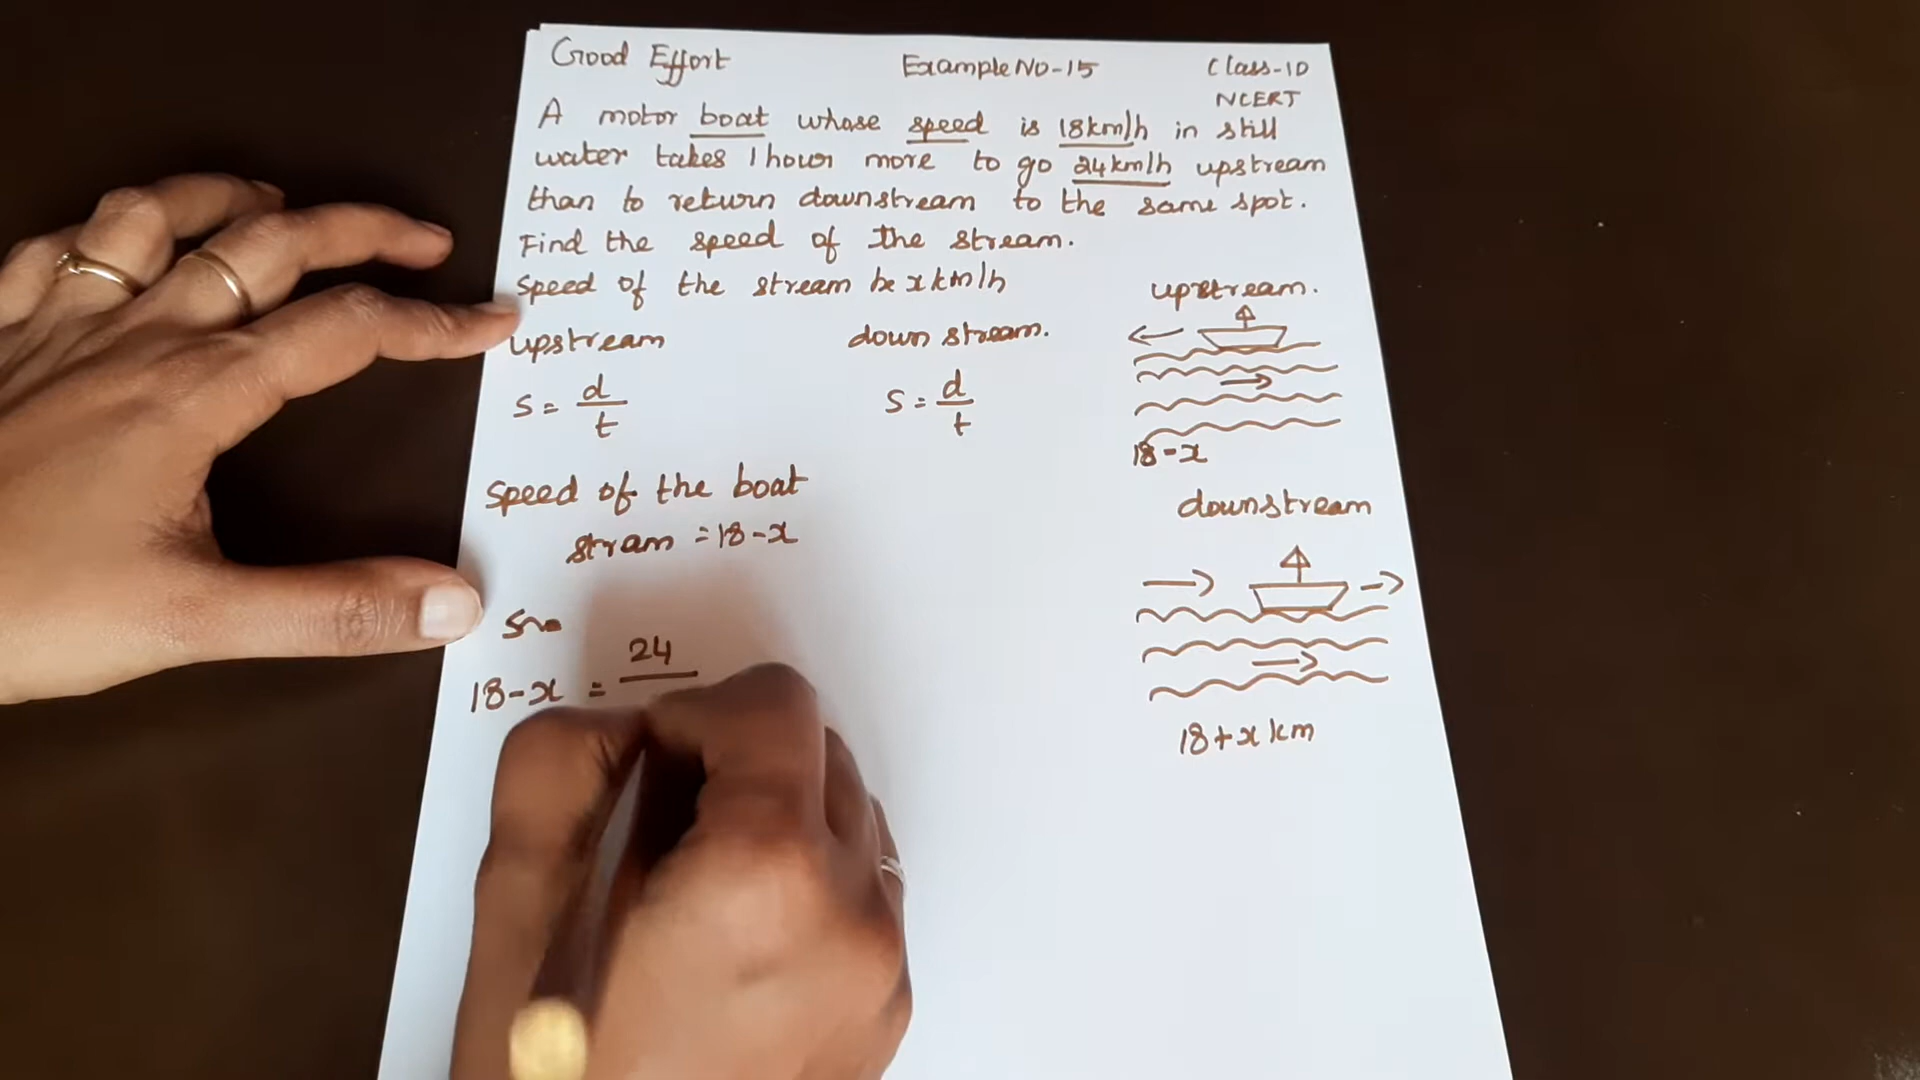 Good Effort
Example No-15
Class-10
NCERT
A motor boat whose speed is 18km/h in still
water takes 1 hour more to go 24km/h upstream
than to return downstream to the same spot.
Find the speed of the stream.
Speed of the stream be x km/h
upstream
down stream.
upstream.
S = d/t
S = d/t
18-x
Speed of the boat
stram = 18-x
downstream
18-x = 24
18+x km